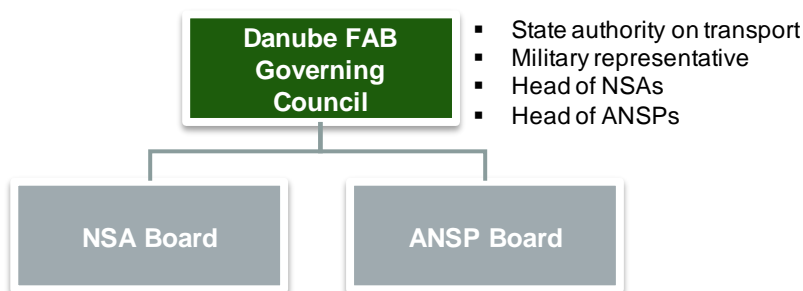 Danube FAB
Governing
Council
▪ State authority on transport
▪ Military representative
▪ Head of NSAs
▪ Head of ANSPs
NSA Board
ANSP Board